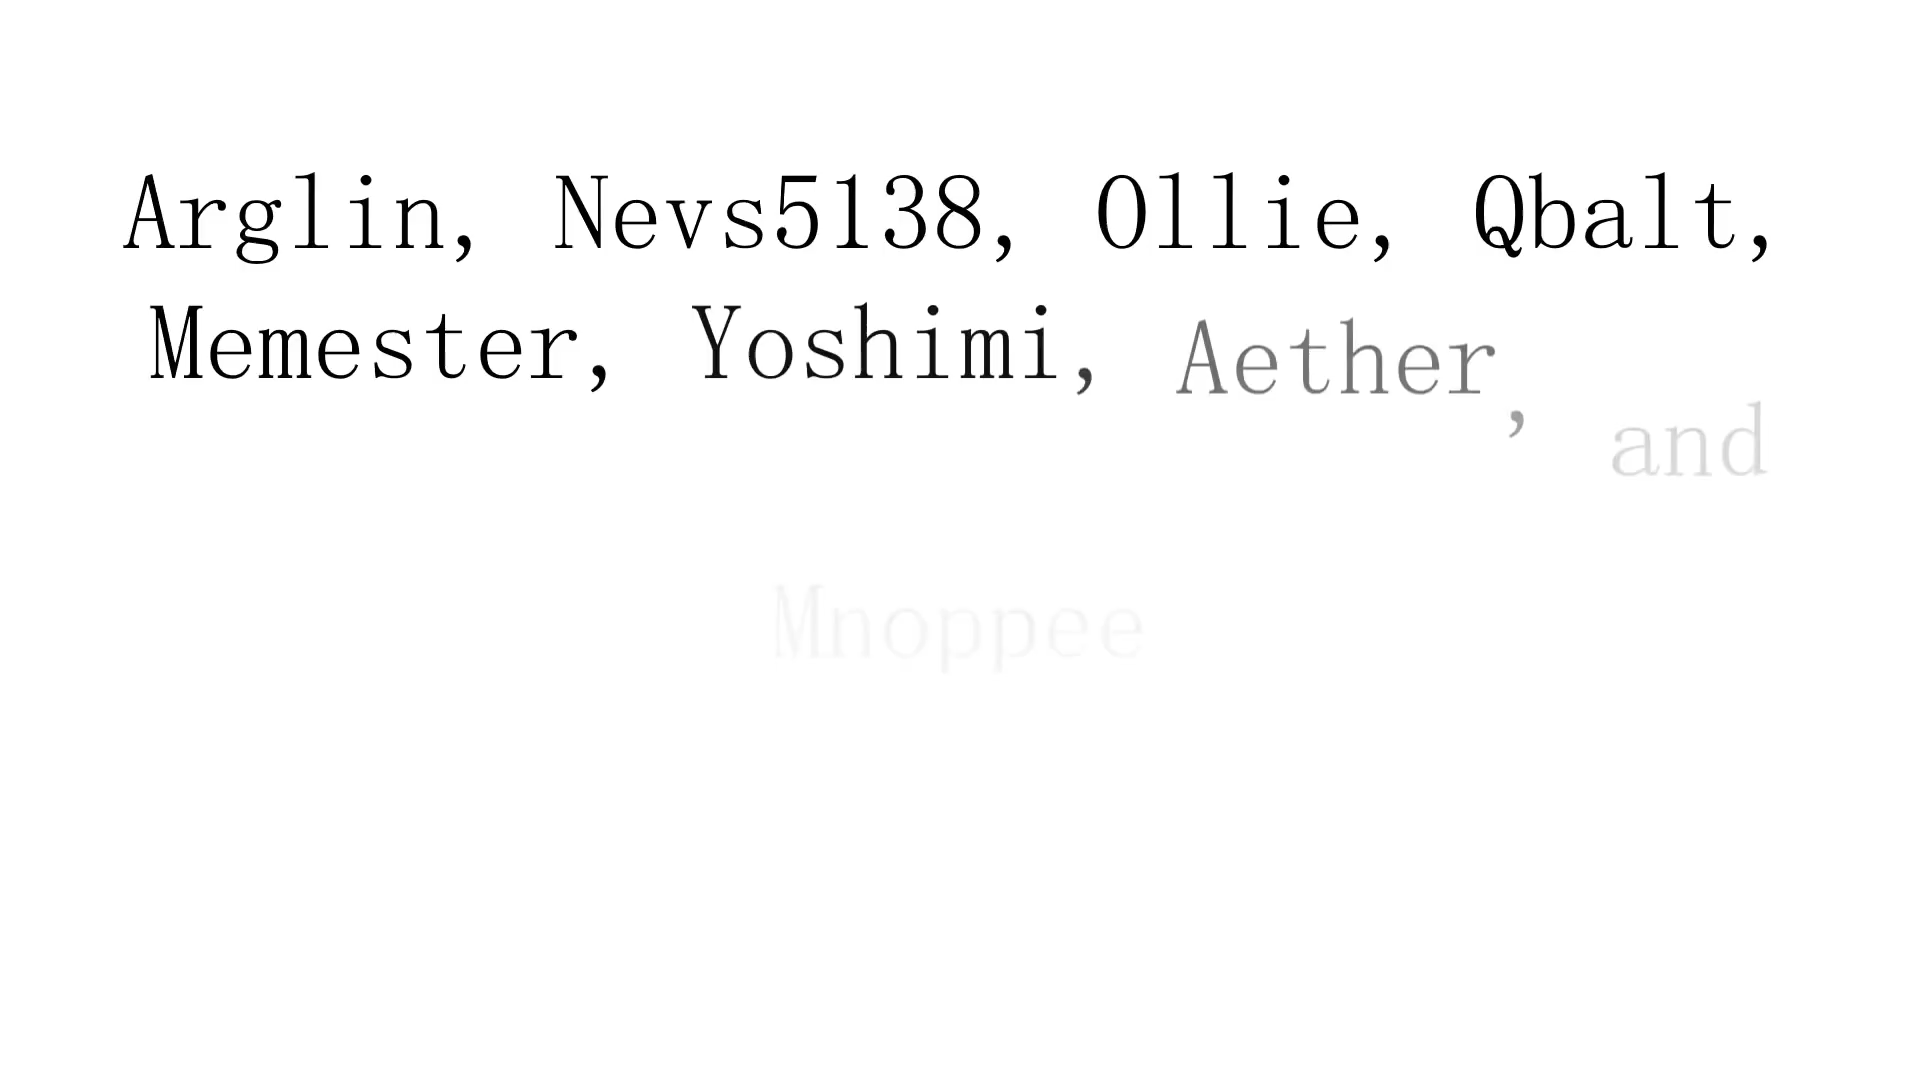 Arglin, Nevs5138, Ollie, Qbalt,
Memester, Yoshimi, Aether, and
Mnoppee